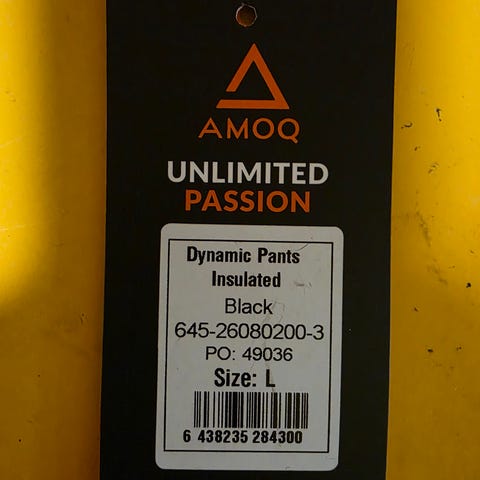 AMOQ
UNLIMITED
PASSION
Dynamic Pants
Insulated
Black
645-26080200-3
PO: 49036
Size: L
6 438235 284300